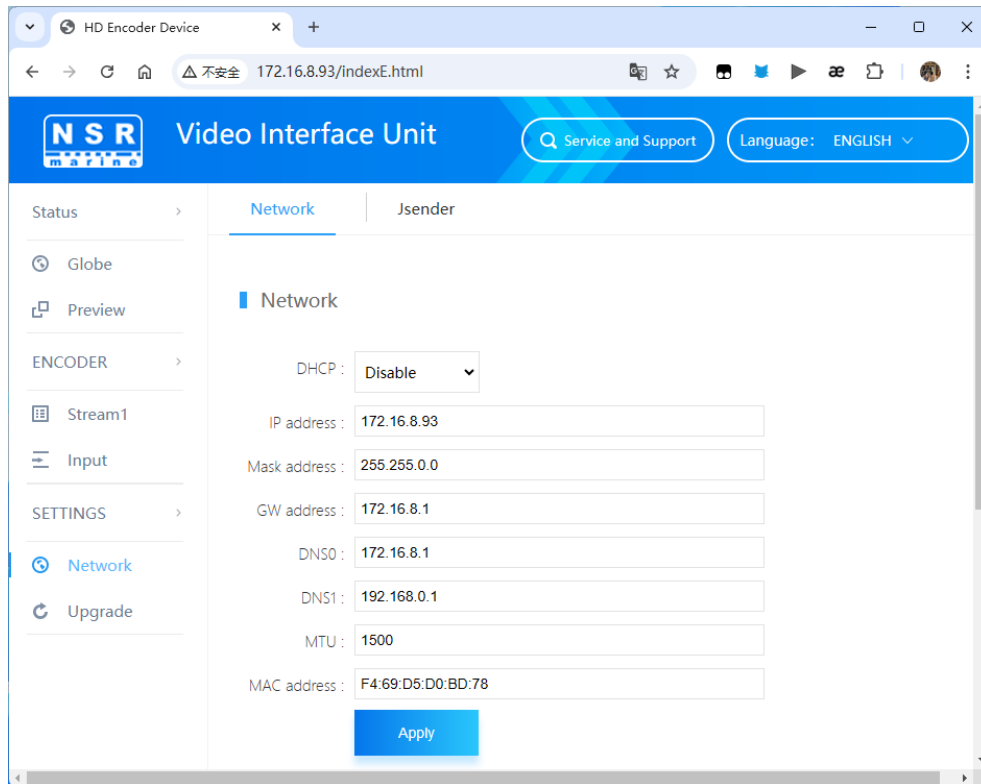 HD Encoder Device
不安全 172.16.8.93/indexE.html
NSR
marine
Video Interface Unit
Service and Support
Language: ENGLISH
Status
Network
Jsender
Globe
Preview
Network
ENCODER
DHCP : Disable
Stream1
IP address : 172.16.8.93
Input
Mask address : 255.255.0.0
SETTINGS
GW address : 172.16.8.1
Network
DNS0 : 172.16.8.1
DNS1 : 192.168.0.1
Upgrade
MTU : 1500
MAC address : F4:69:D5:D0:BD:78
Apply